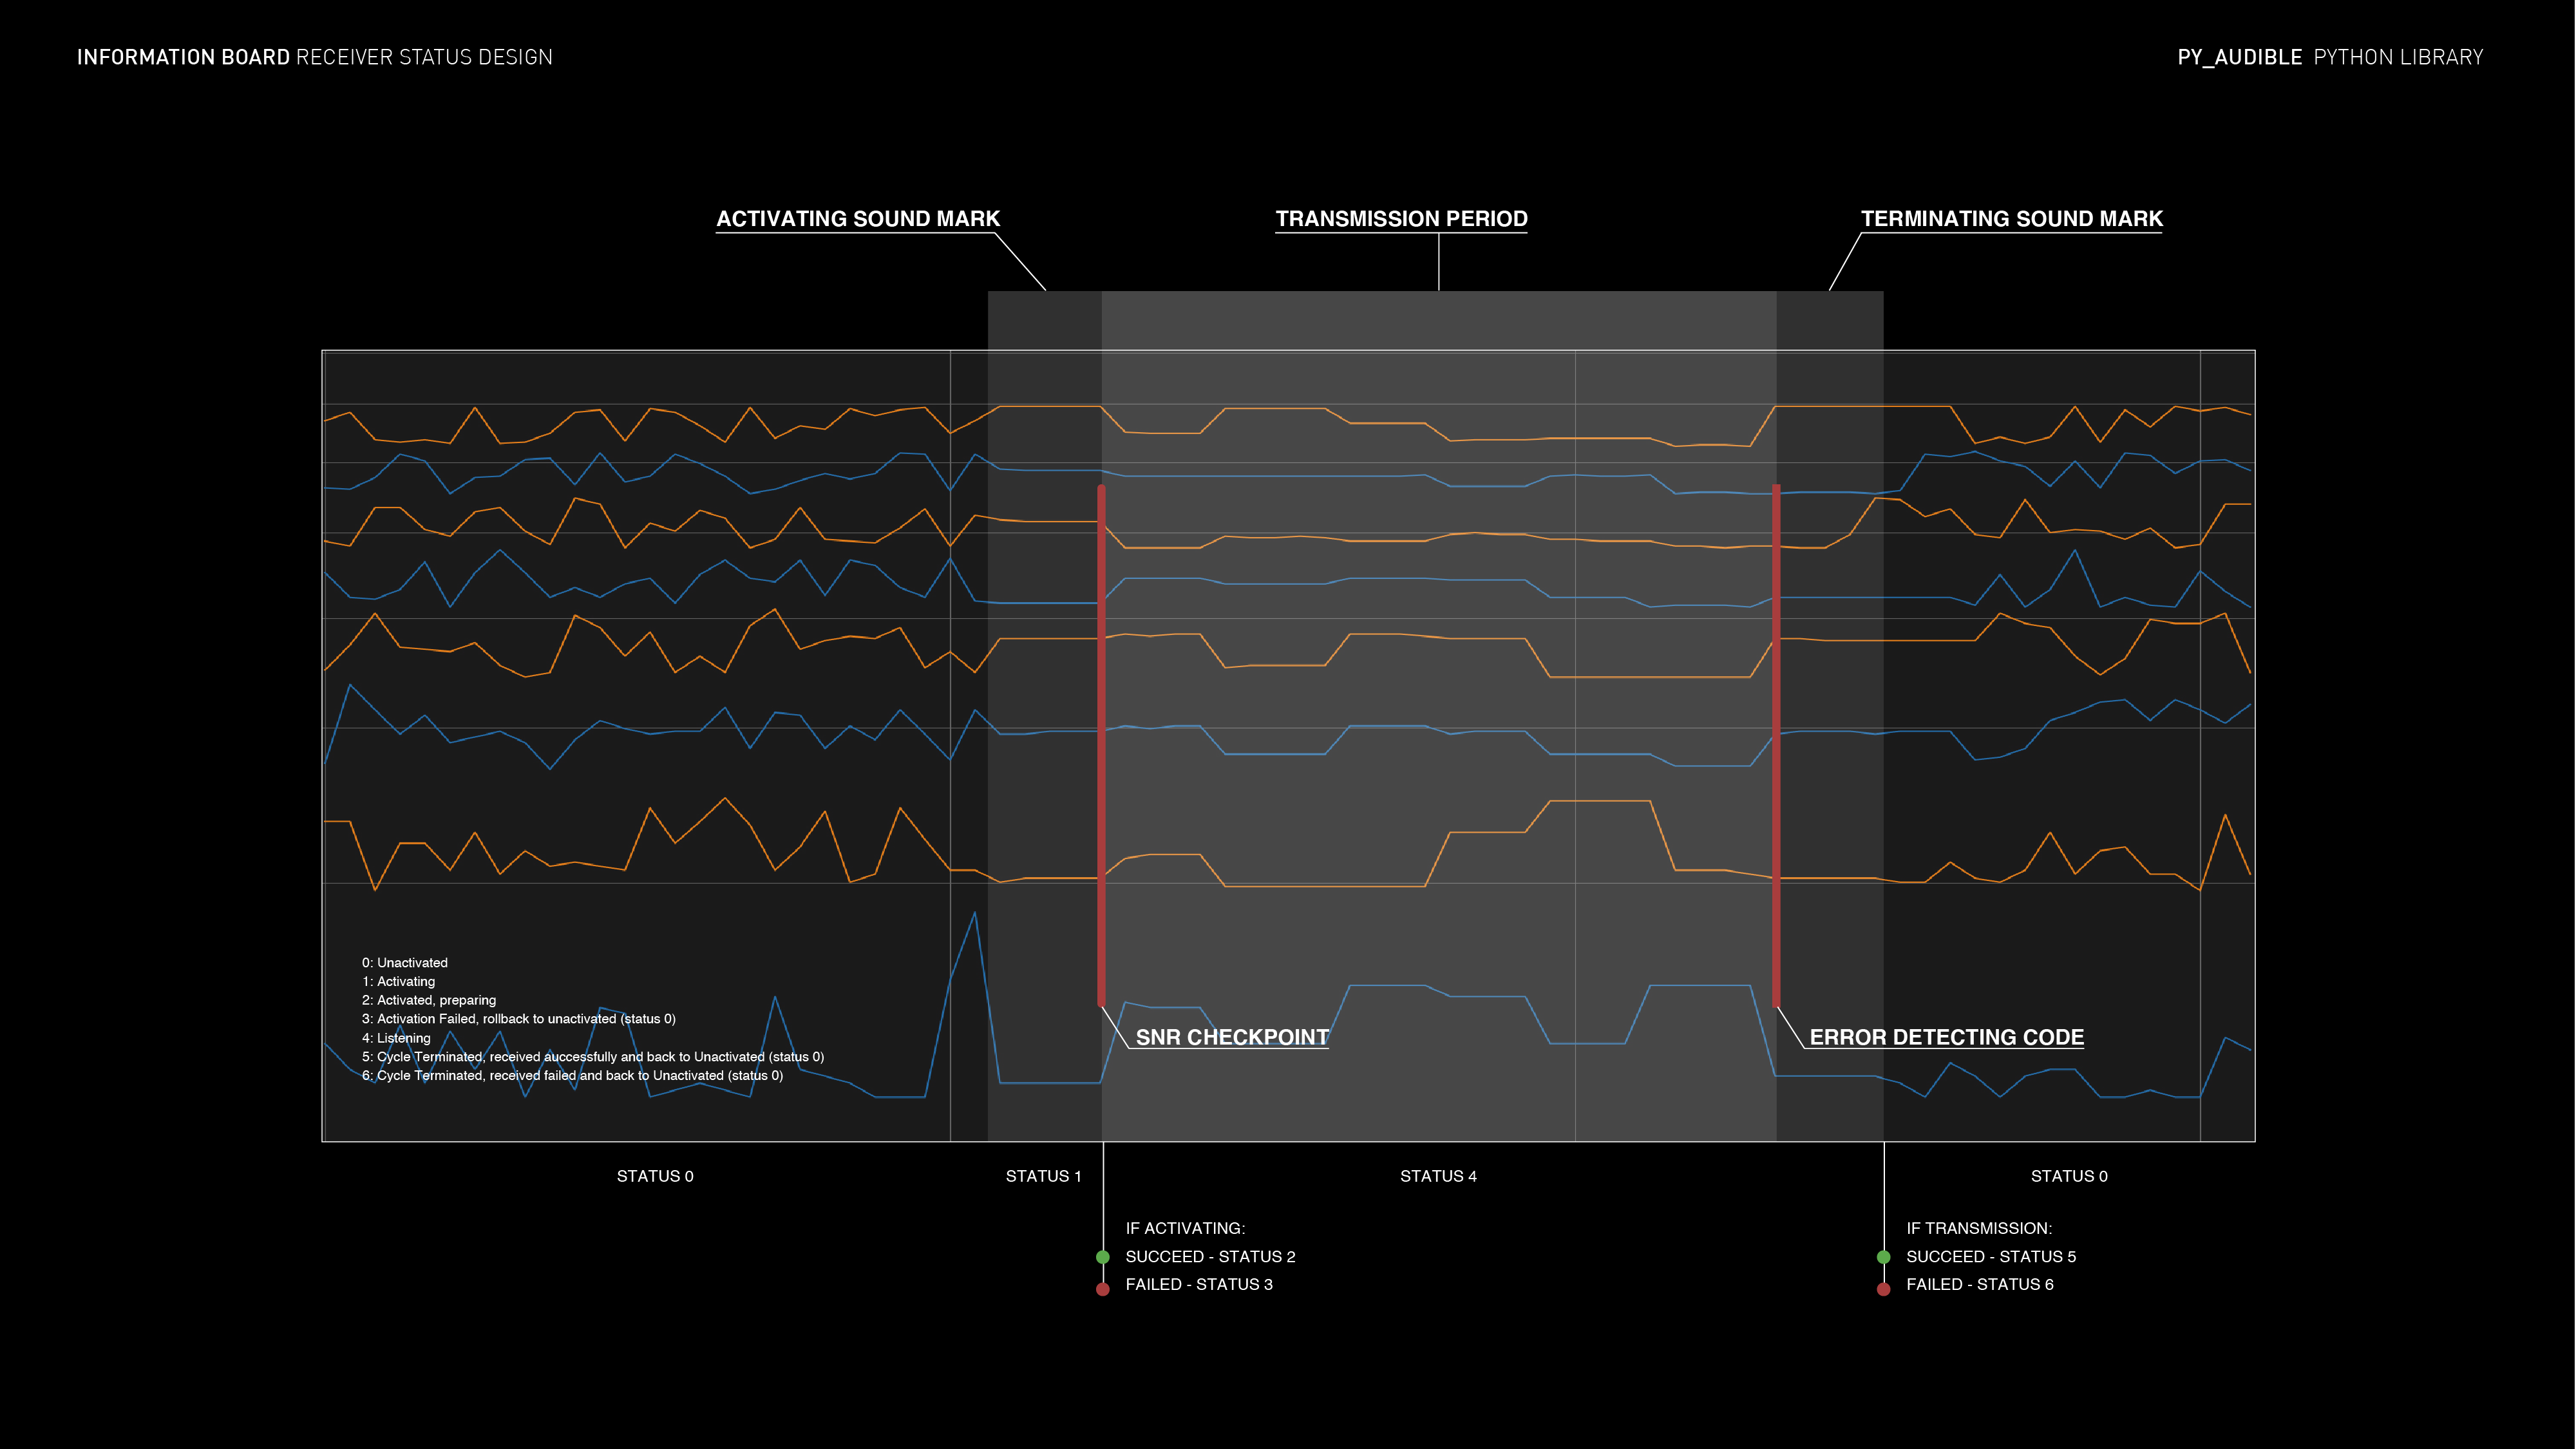 INFORMATION BOARD RECEIVER STATUS DESIGN
PY_AUDIBLE PYTHON LIBRARY
ACTIVATING SOUND MARK
TRANSMISSION PERIOD
TERMINATING SOUND MARK
0: Unactivated
1: Activating
2: Activated, preparing
3: Activation Failed, rollback to unactivated (status 0)
4: Listening
5: Cycle Terminated, received auccessfully and back to Unactivated (status 0)
6: Cycle Terminated, received failed and back to Unactivated (status 0)
SNR CHECKPOINT
ERROR DETECTING CODE
STATUS 0
STATUS 1
STATUS 4
STATUS 0
IF ACTIVATING:
SUCCEED - STATUS 2
FAILED - STATUS 3
IF TRANSMISSION:
SUCCEED - STATUS 5
FAILED - STATUS 6